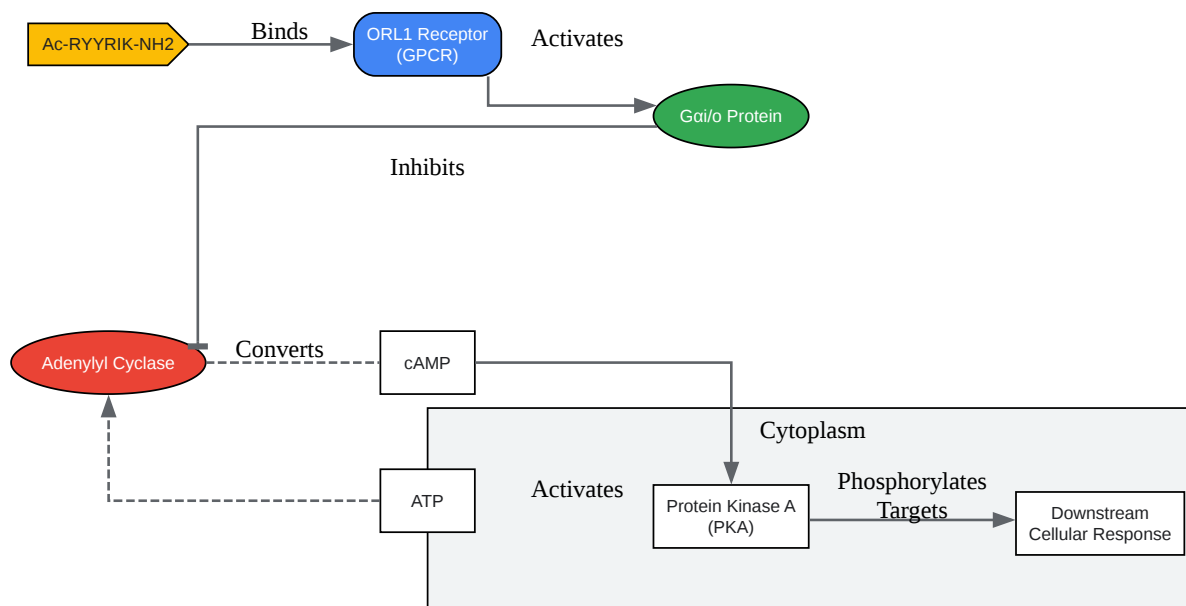 Ac-RYYRIK-NH2
Binds
ORL1 Receptor
(GPCR)
Activates
Gαi/o Protein
Inhibits
Adenylyl Cyclase
Converts
cAMP
Cytoplasm
ATP
Activates
Protein Kinase A
(PKA)
Phosphorylates
Targets
Downstream
Cellular Response